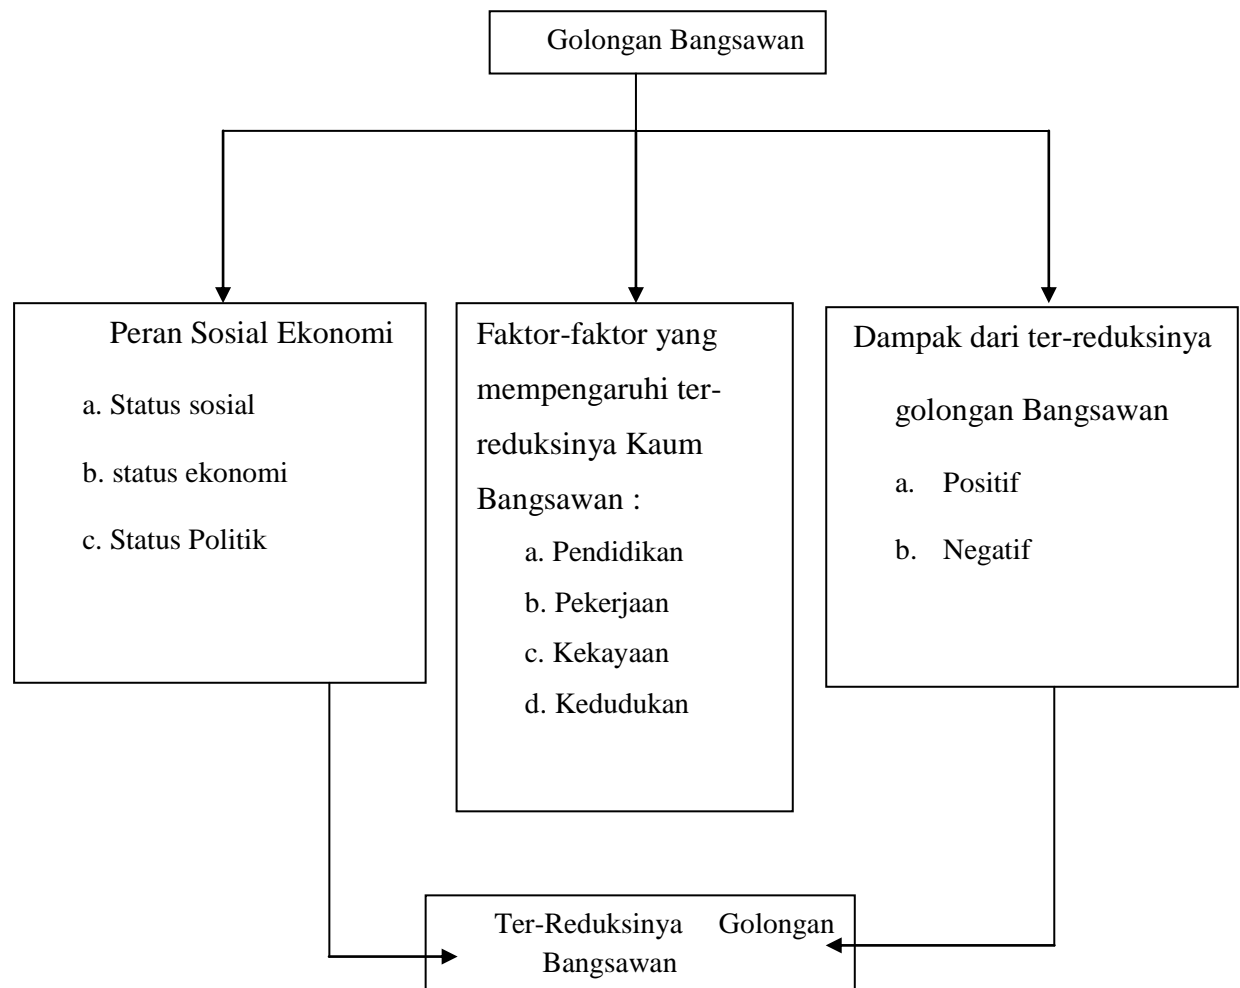 Golongan Bangsawan
Peran Sosial Ekonomi
a. Status sosial
b. status ekonomi
c. Status Politik
Faktor-faktor yang
mempengaruhi ter-
reduksinya Kaum
Bangsawan :
a. Pendidikan
b. Pekerjaan
c. Kekayaan
d. Kedudukan
Dampak dari ter-reduksinya
golongan Bangsawan
a. Positif
b. Negatif
Ter-Reduksinya Golongan
Bangsawan